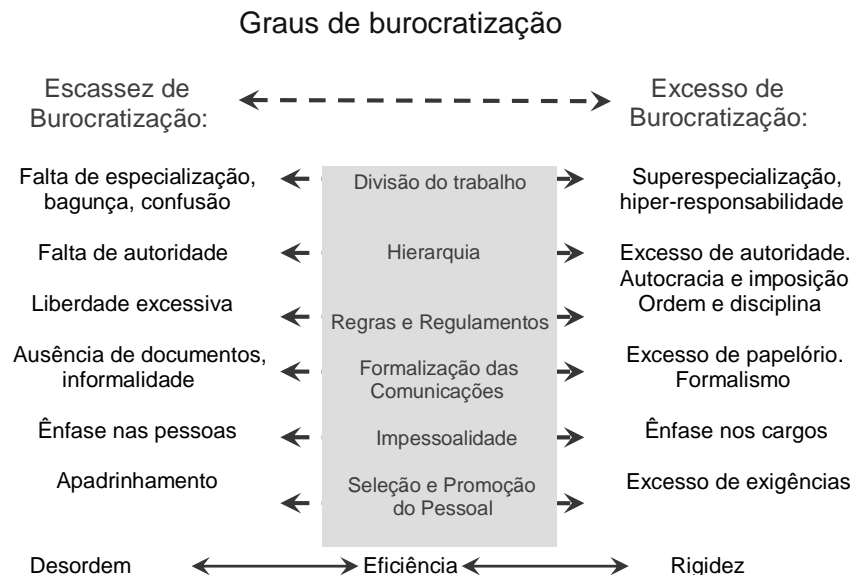 Graus de burocratização
Escassez de
Burocratização:
Excesso de
Burocratização:
Falta de especialização,
bagunça, confusão
Divisão do trabalho
Superespecialização,
hiper-responsabilidade
Falta de autoridade
Hierarquia
Excesso de autoridade.
Autocracia e imposição
Liberdade excessiva
Regras e Regulamentos
Ordem e disciplina
Ausência de documentos,
informalidade
Formalização das
Comunicações
Excesso de papelório.
Formalismo
Ênfase nas pessoas
Impessoalidade
Ênfase nos cargos
Apadrinhamento
Seleção e Promoção
do Pessoal
Excesso de exigências
Desordem
Eficiência
Rigidez